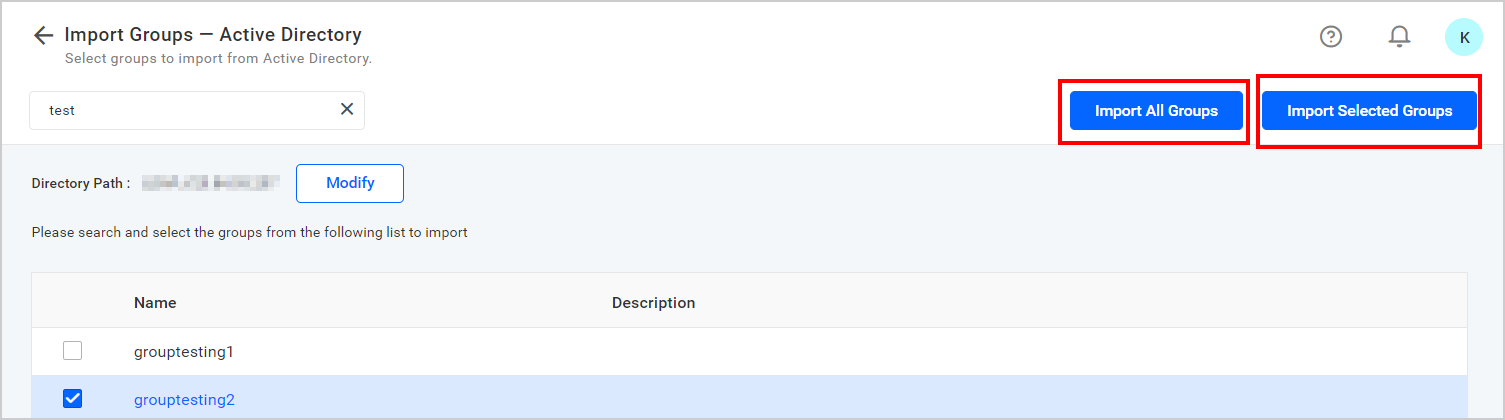 Import Groups — Active Directory
Select groups to import from Active Directory.
K
test
Import All Groups
Import Selected Groups
Directory Path :
Modify
Please search and select the groups from the following list to import
Name Description
grouptesting1
grouptesting2